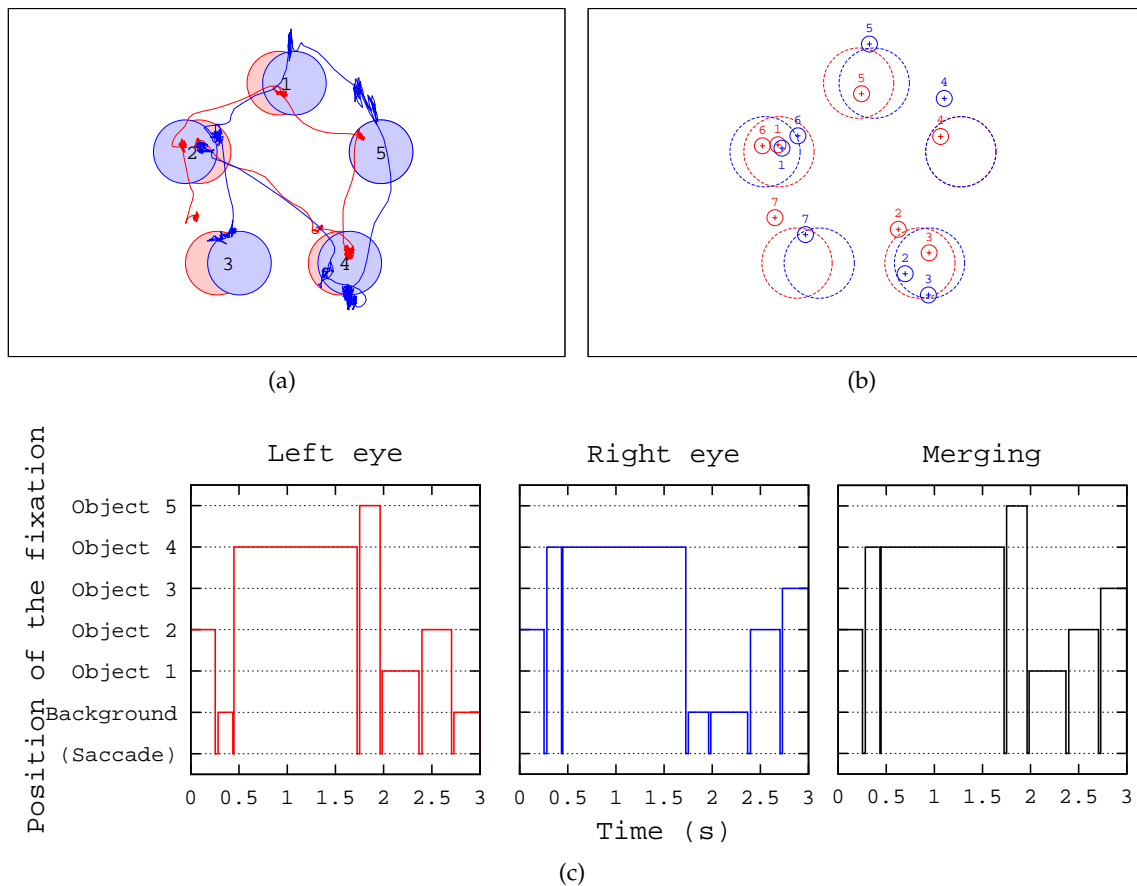 1
2
5
3
4
(a)
5
5
4
4
6
1
6
1
7
7
2
3
2
3
(b)
Left eye
Right eye
Merging
Position of the fixation
Object 5
Object 4
Object 3
Object 2
Object 1
Background
(Saccade)
0 0.5 1 1.5 2 2.5 3
0 0.5 1 1.5 2 2.5 3
0 0.5 1 1.5 2 2.5 3
Time (s)
(c)